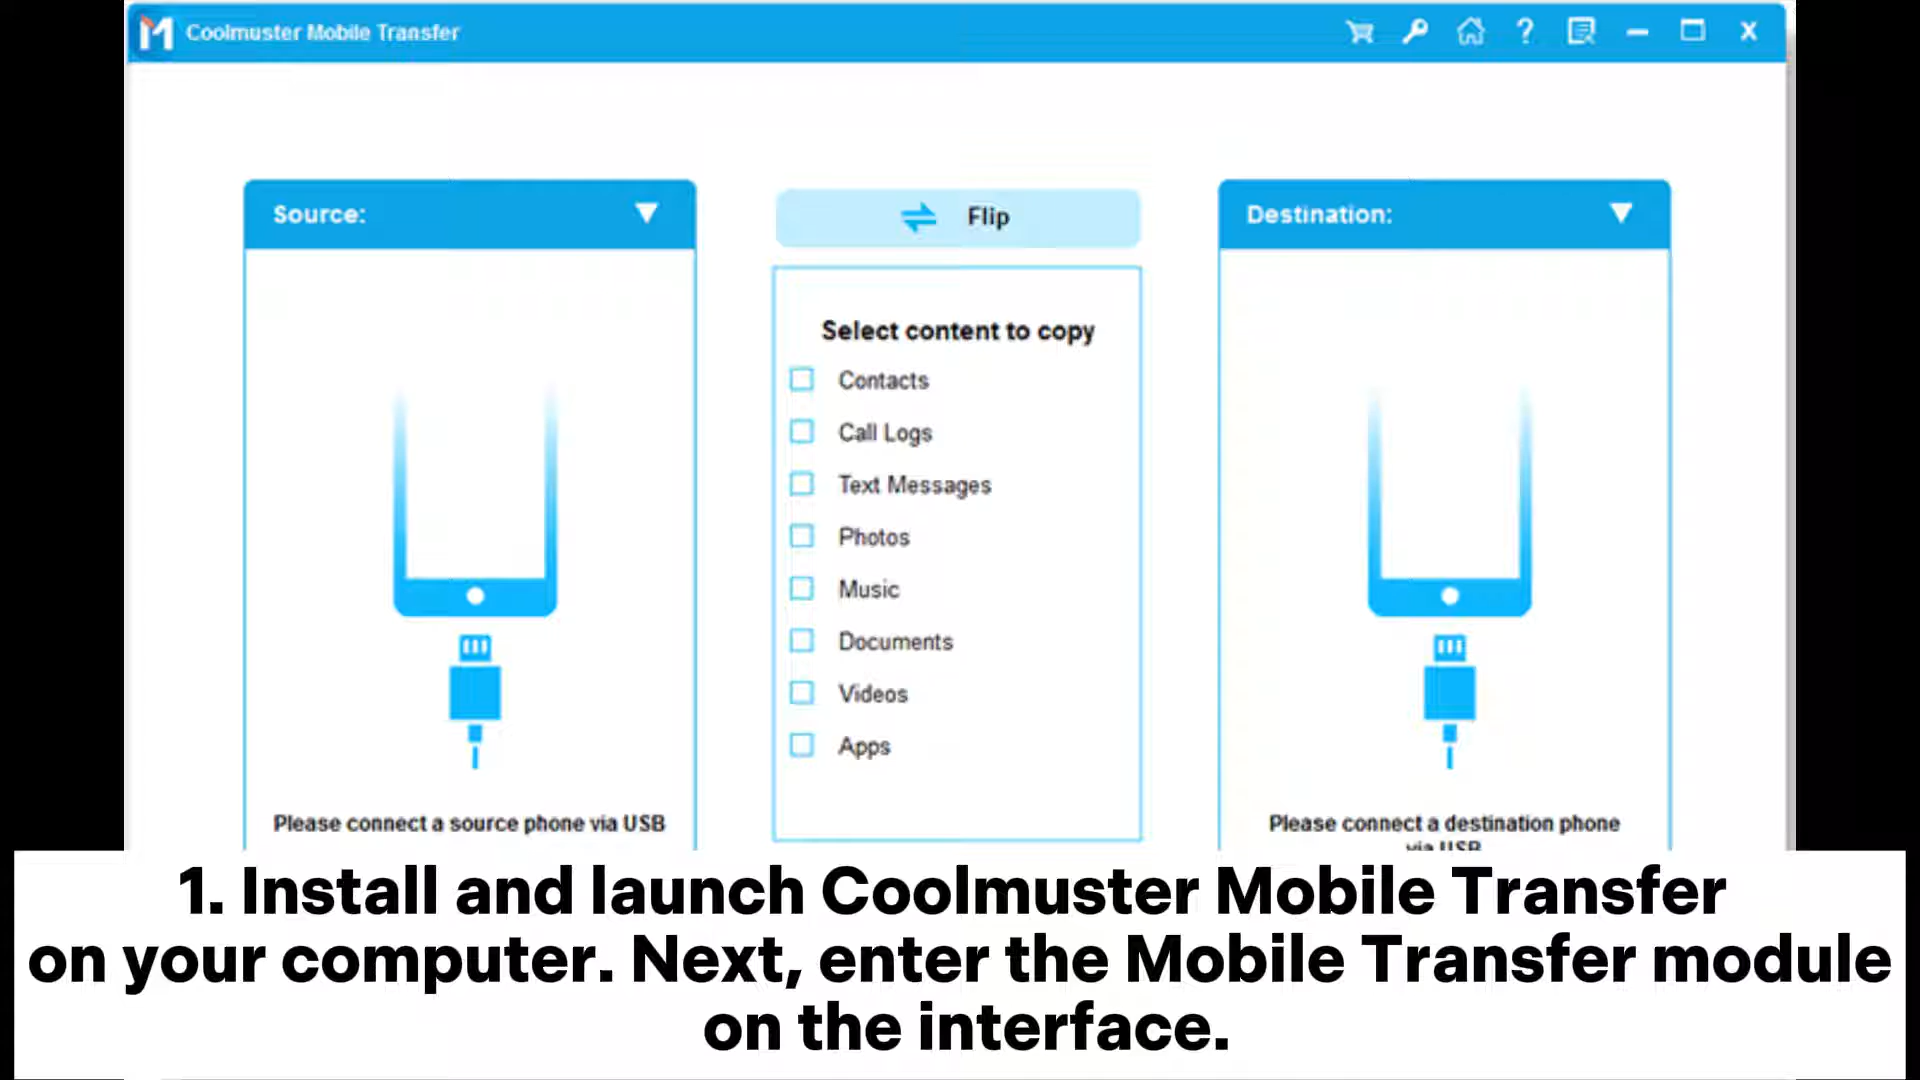 Coolmuster Mobile Transfer
?
X
Source:
Flip
Destination:
Select content to copy
Contacts
Call Logs
Text Messages
Photos
Music
Documents
Videos
Apps
Please connect a source phone via USB
Please connect a destination phone
via USB
1. Install and launch Coolmuster Mobile Transfer
on your computer. Next, enter the Mobile Transfer module
on the interface.